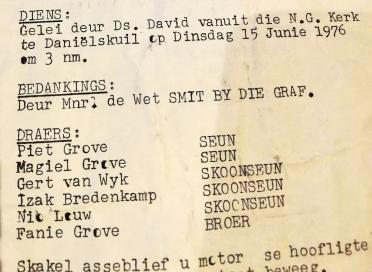 DIENS:
Gelei deur Ds. David vanuit die N.G. Kerk
te Daniëlskuil op Dinsdag 15 Junie 1976
om 3 nm.
BEDANKINGS:
Deur Mnr. de Wet SMIT BY DIE GRAF.
DRAERS:
Piet Grove SEUN
Magiel Grove SEUN
Gert van Wyk SKOONSEUN
Izak Bredenkamp SKOONSEUN
Nic Louw SKOONSEUN
Fanie Grove BROER
Skakel asseblief u motor se hoofligte
beweeg.